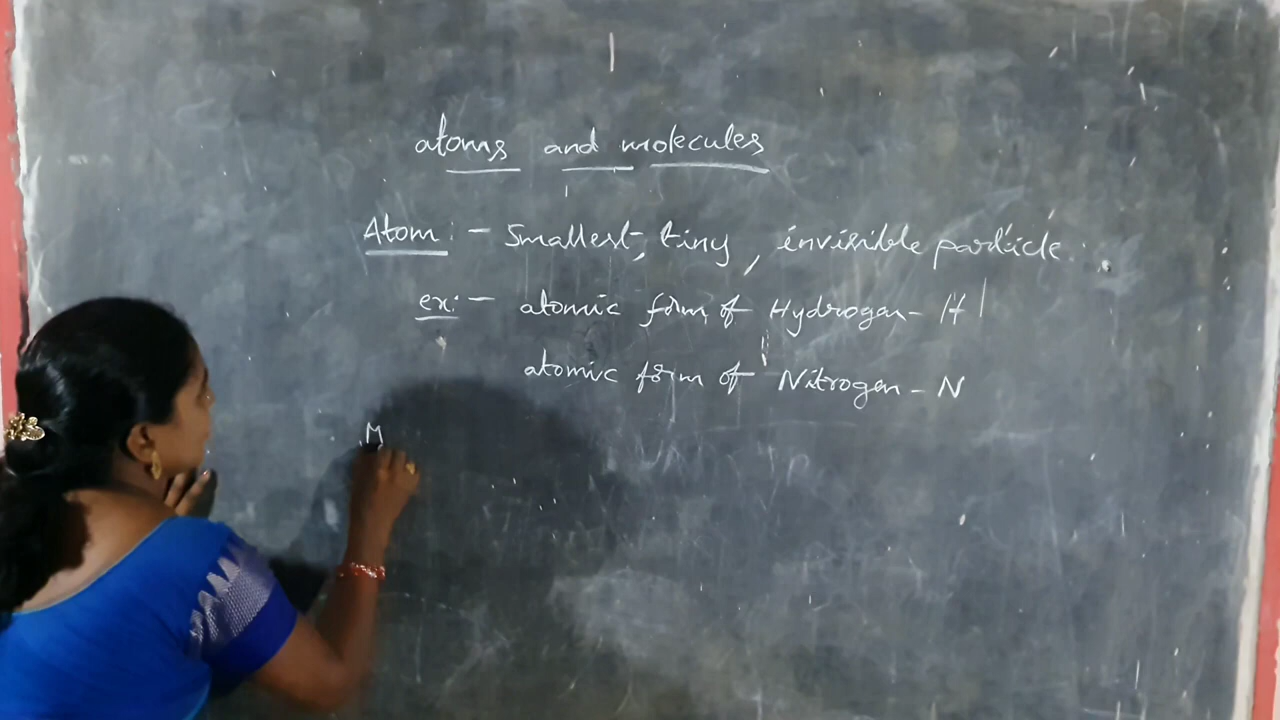 atoms and molecules
Atom:- Smallest, tiny, invisible particle.
ex:- atomic form of Hydrogen - H
atomic form of Nitrogen - N
M